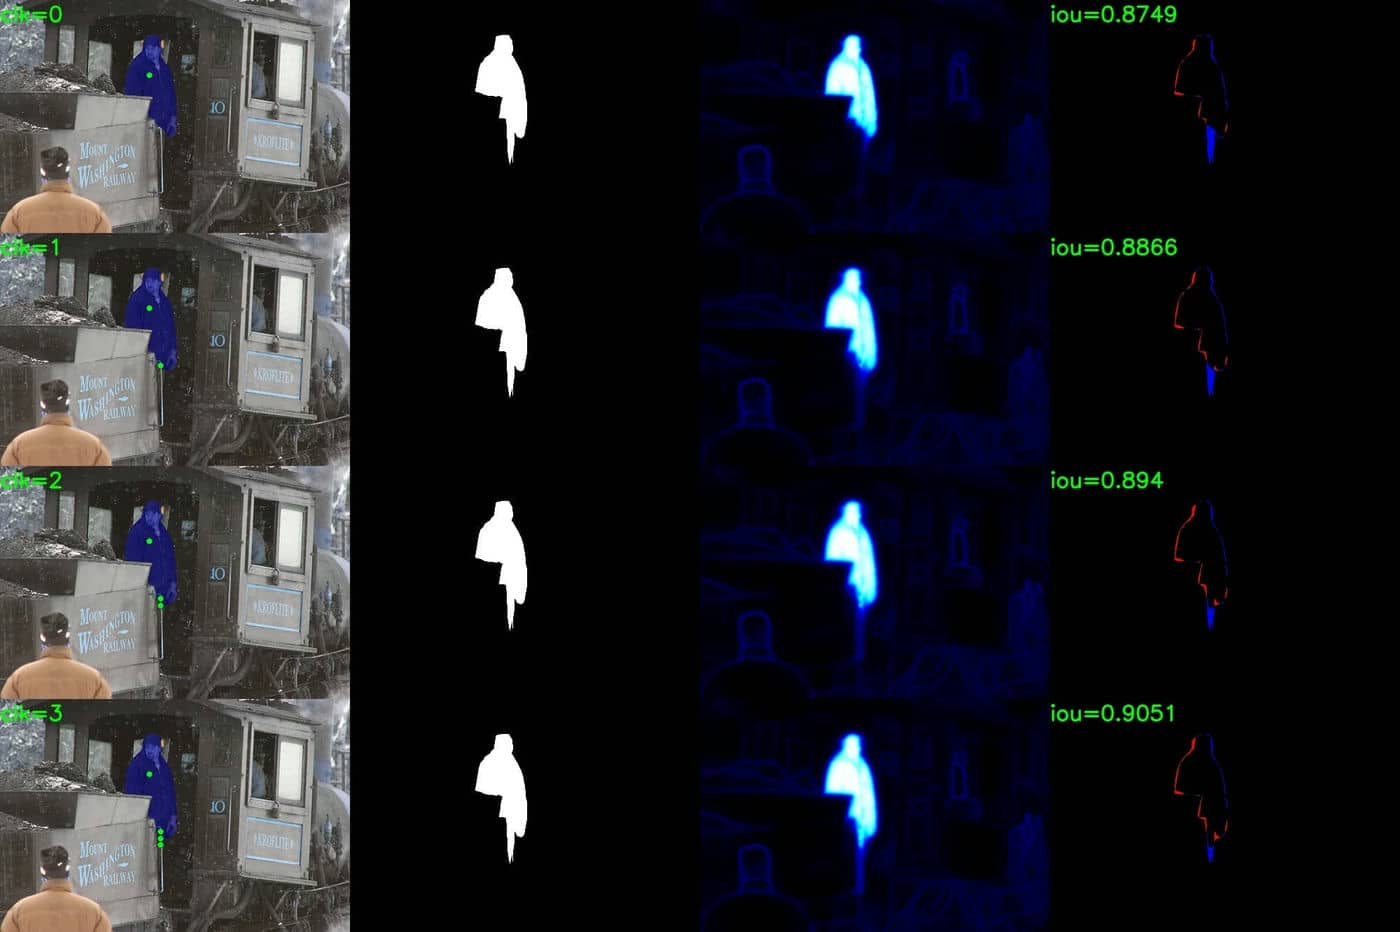 clk=0
iou=0.8749
10
KROFLITE
MOUNT
WASHINGTON
RAILWAY
clk=1
iou=0.8866
10
KROFLITE
MOUNT
WASHINGTON
RAILWAY
clk=2
iou=0.894
10
KROFLITE
MOUNT
WASHINGTON
RAILWAY
clk=3
iou=0.9051
10
KROFLITE
MOUNT
WASHINGTON
RAILWAY